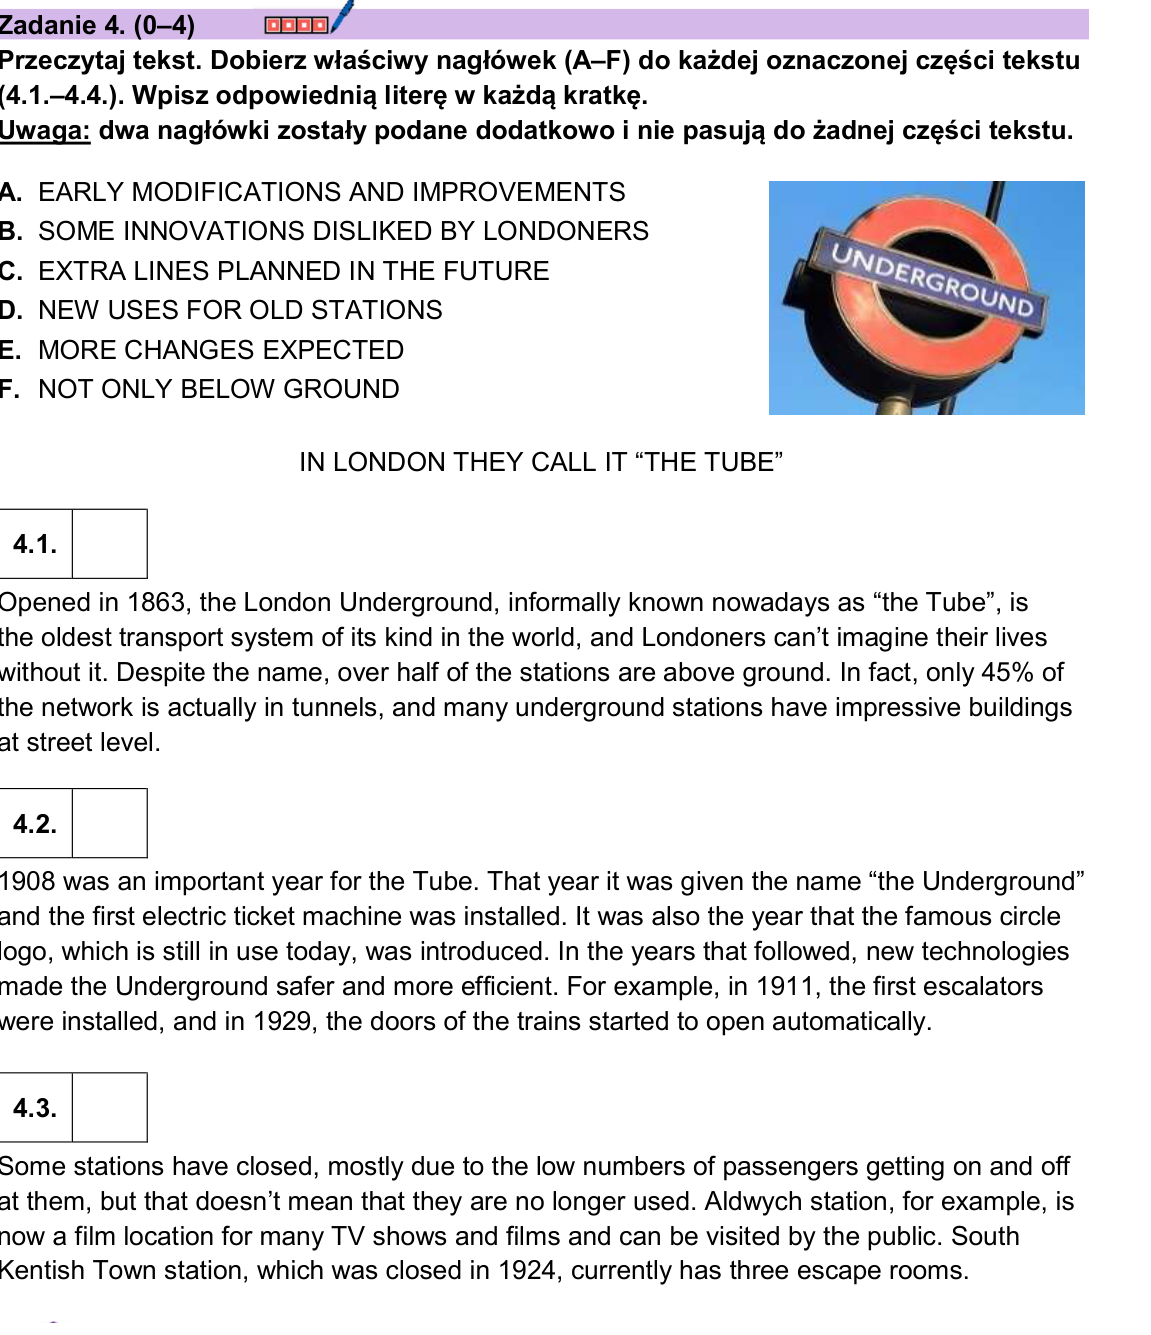 Zadanie 4. (0–4)
Przeczytaj tekst. Dobierz właściwy nagłówek (A–F) do każdej oznaczonej części tekstu
(4.1.–4.4.). Wpisz odpowiednią literę w każdą kratkę.
Uwaga: dwa nagłówki zostały podane dodatkowo i nie pasują do żadnej części tekstu.
A. EARLY MODIFICATIONS AND IMPROVEMENTS
B. SOME INNOVATIONS DISLIKED BY LONDONERS
C. EXTRA LINES PLANNED IN THE FUTURE
D. NEW USES FOR OLD STATIONS
E. MORE CHANGES EXPECTED
F. NOT ONLY BELOW GROUND
UNDERGROUND
IN LONDON THEY CALL IT “THE TUBE”
4.1.
Opened in 1863, the London Underground, informally known nowadays as “the Tube”, is
the oldest transport system of its kind in the world, and Londoners can’t imagine their lives
without it. Despite the name, over half of the stations are above ground. In fact, only 45% of
the network is actually in tunnels, and many underground stations have impressive buildings
at street level.
4.2.
1908 was an important year for the Tube. That year it was given the name “the Underground”
and the first electric ticket machine was installed. It was also the year that the famous circle
logo, which is still in use today, was introduced. In the years that followed, new technologies
made the Underground safer and more efficient. For example, in 1911, the first escalators
were installed, and in 1929, the doors of the trains started to open automatically.
4.3.
Some stations have closed, mostly due to the low numbers of passengers getting on and off
at them, but that doesn’t mean that they are no longer used. Aldwych station, for example, is
now a film location for many TV shows and films and can be visited by the public. South
Kentish Town station, which was closed in 1924, currently has three escape rooms.